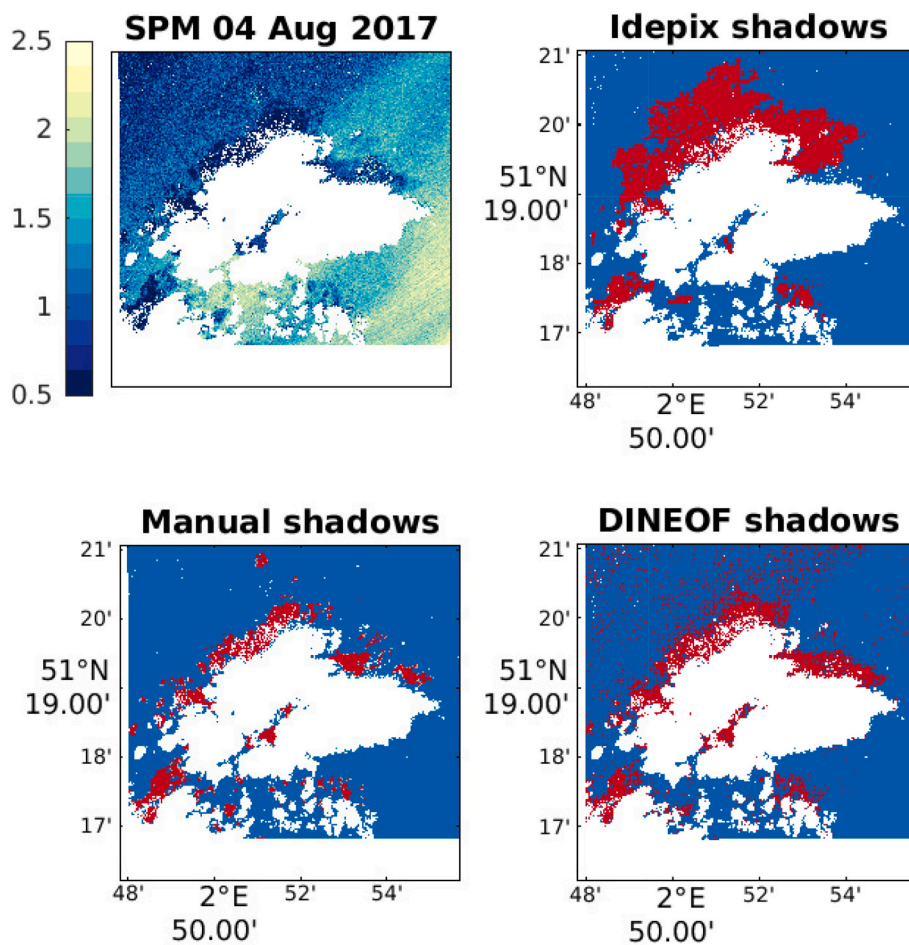 SPM 04 Aug 2017
2.5
2
1.5
1
0.5
Idepix shadows
21'
20'
51°N
19.00'
18'
17'
48' 2°E 52' 54'
50.00'
Manual shadows
21'
20'
51°N
19.00'
18'
17'
48' 2°E 52' 54'
50.00'
DINEOF shadows
21'
20'
51°N
19.00'
18'
17'
48' 2°E 52' 54'
50.00'